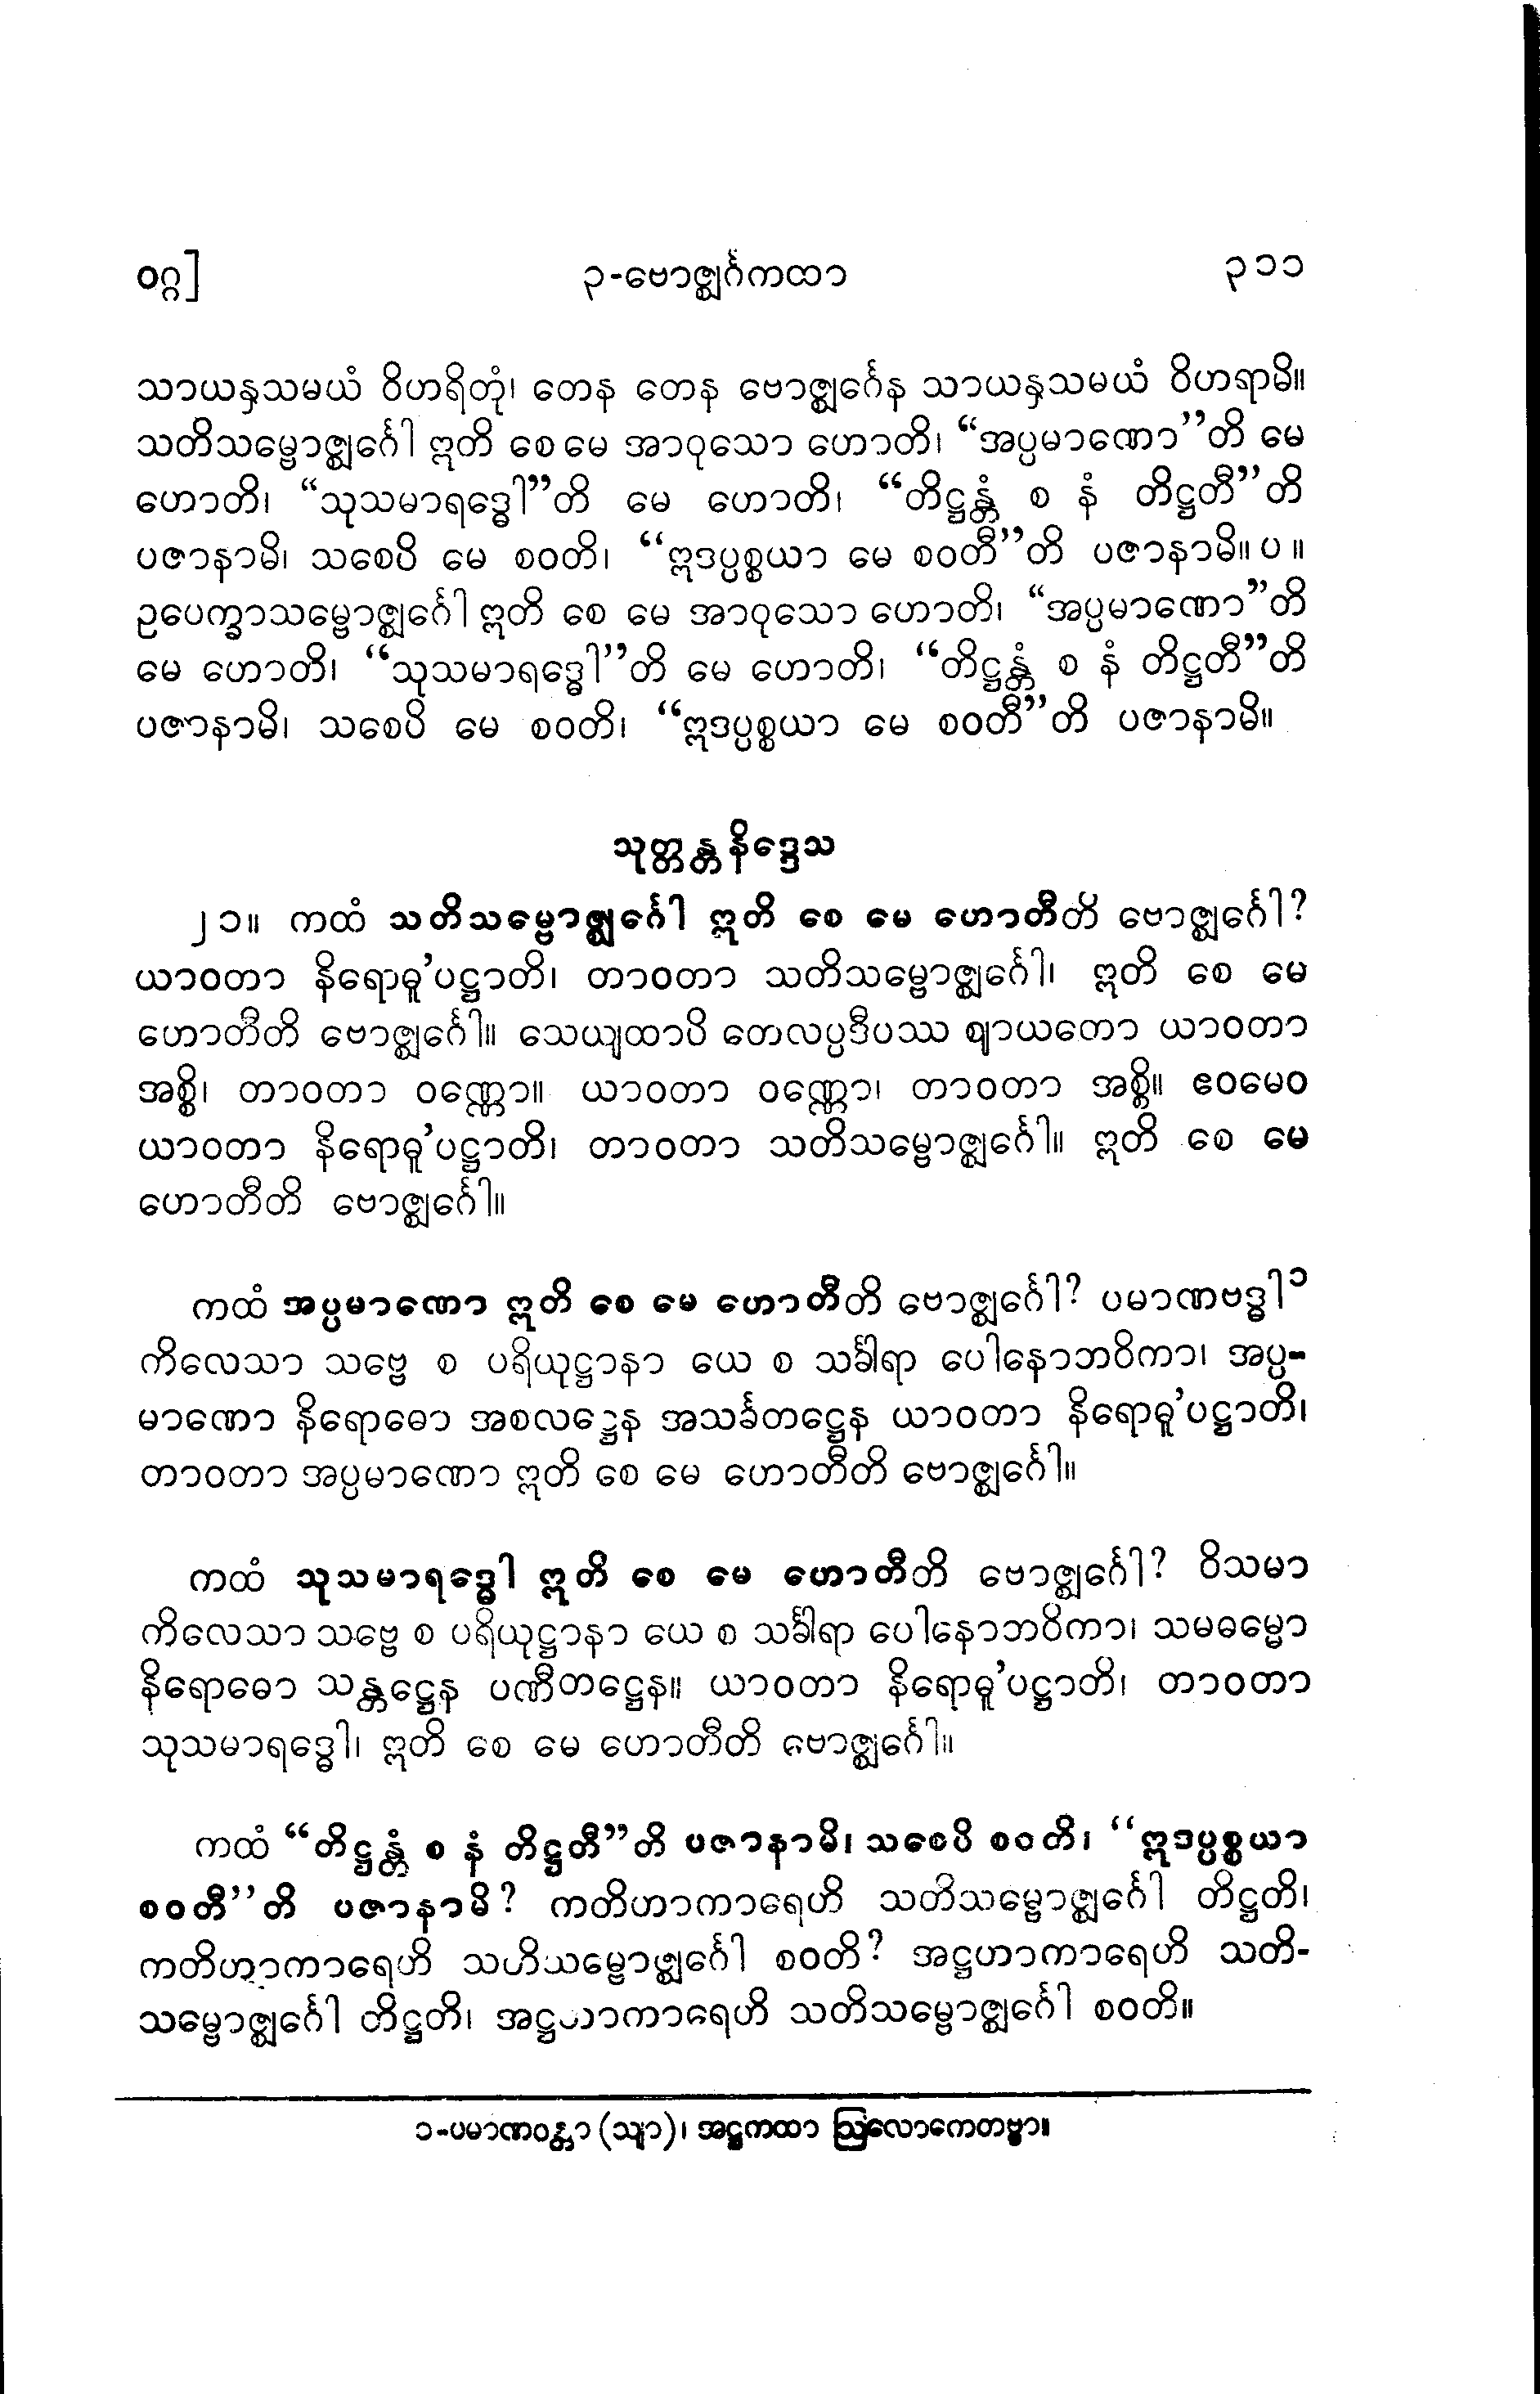 ၀ဂ္ဂ]
၃-ဗောဇ္ဈင်္ဂကထာ
၃၁၁
သာယနှသမယံ ဝိဟရိတုံ၊ တေန တေန ဗောဇ္ဈင်္ဂေန သာယနှသမယံ ဝိဟရာမိ။
သတိသမ္ဗောဇ္ဈင်္ဂေါ ဣတိ စေ မေ အာဝုသော ဟောတိ၊ “အပ္ပမာဏော”တိ မေ
ဟောတိ၊ “သုသမာရဒ္ဓေါ”တိ မေ ဟောတိ၊ “တိဋ္ဌန္တံ စ နံ တိဋ္ဌတီ”တိ
ပဇာနာမိ၊ သစေပိ မေ စဝတိ၊ “ဣဒပ္ပစ္စယာ မေ စဝတီ”တိ ပဇာနာမိ။ ပ ။
ဥပေက္ခာသမ္ဗောဇ္ဈင်္ဂေါ ဣတိ စေ မေ အာဝုသော ဟောတိ၊ “အပ္ပမာဏော”တိ
မေ ဟောတိ၊ “သုသမာရဒ္ဓေါ”တိ မေ ဟောတိ၊ “တိဋ္ဌန္တံ စ နံ တိဋ္ဌတီ”တိ
ပဇာနာမိ၊ သစေပိ မေ စဝတိ၊ “ဣဒပ္ပစ္စယာ မေ စဝတီ”တိ ပဇာနာမိ။
သုတ္တန္တနိဒ္ဒေသ
၂၁။ ကထံ သတိသမ္ဗောဇ္ဈင်္ဂေါ ဣတိ စေ မေ ဟောတီတိ ဗောဇ္ဈင်္ဂေါ?
ယာဝတာ နိရောဓူ’ပဋ္ဌာတိ၊ တာဝတာ သတိသမ္ဗောဇ္ဈင်္ဂေါ၊ ဣတိ စေ မေ
ဟောတီတိ ဗောဇ္ဈင်္ဂေါ။ သေယျထာပိ တေလပ္ပဒီပဿ ဈာယတော ယာဝတာ
အစ္စိ၊ တာဝတာ ဝဏ္ဏော။ ယာဝတာ ဝဏ္ဏော၊ တာဝတာ အစ္စိ။ ဧဝမေဝ
ယာဝတာ နိရောဓူ’ပဋ္ဌာတိ၊ တာဝတာ သတိသမ္ဗောဇ္ဈင်္ဂေါ။ ဣတိ စေ မေ
ဟောတီတိ ဗောဇ္ဈင်္ဂေါ။
ကထံ အပ္ပမာဏော ဣတိ စေ မေ ဟောတီတိ ဗောဇ္ဈင်္ဂေါ? ပမာဏဗဒ္ဓါ၁
ကိလေသာ သဗ္ဗေ စ ပရိယုဋ္ဌာနာ ယေ စ သင်္ခါရာ ပေါနောဘဝိကာ၊ အပ္ပ-
မာဏော နိရောဓော အစလဋ္ဌေန အသင်္ခတဋ္ဌေန ယာဝတာ နိရောဓူ’ပဋ္ဌာတိ၊
တာဝတာ အပ္ပမာဏော ဣတိ စေ မေ ဟောတီတိ ဗောဇ္ဈင်္ဂေါ။
ကထံ သုသမာရဒ္ဓေါ ဣတိ စေ မေ ဟောတီတိ ဗောဇ္ဈင်္ဂေါ? ဝိသမာ
ကိလေသာ သဗ္ဗေ စ ပရိယုဋ္ဌာနာ ယေ စ သင်္ခါရာ ပေါနောဘဝိကာ၊ သမဓမ္မော
နိရောဓော သန္တဋ္ဌေန ပဏီတဋ္ဌေန။ ယာဝတာ နိရောဓူ’ပဋ္ဌာတိ၊ တာဝတာ
သုသမာရဒ္ဓေါ၊ ဣတိ စေ မေ ဟောတီတိ ဗောဇ္ဈင်္ဂေါ။
ကထံ “တိဋ္ဌန္တံ စ နံ တိဋ္ဌတီ”တိ ပဇာနာမိ၊ သစေပိ စဝတိ၊ “ဣဒပ္ပစ္စယာ
စဝတီ”တိ ပဇာနာမိ? ကတိဟာကာရေဟိ သတိသမ္ဗောဇ္ဈင်္ဂေါ တိဋ္ဌတိ၊
ကတိဟာကာရေဟိ သဟိသမ္ဗောဇ္ဈင်္ဂေါ စဝတိ? အဋ္ဌဟာကာရေဟိ သတိ-
သမ္ဗောဇ္ဈင်္ဂေါ တိဋ္ဌတိ၊ အဋ္ဌဟာကာရေဟိ သတိသမ္ဗောဇ္ဈင်္ဂေါ စဝတိ။
၁-ပမာဏဝန္တာ (သျာ)၊ အဋ္ဌကထာ ဩလောကေတဗ္ဗာ။